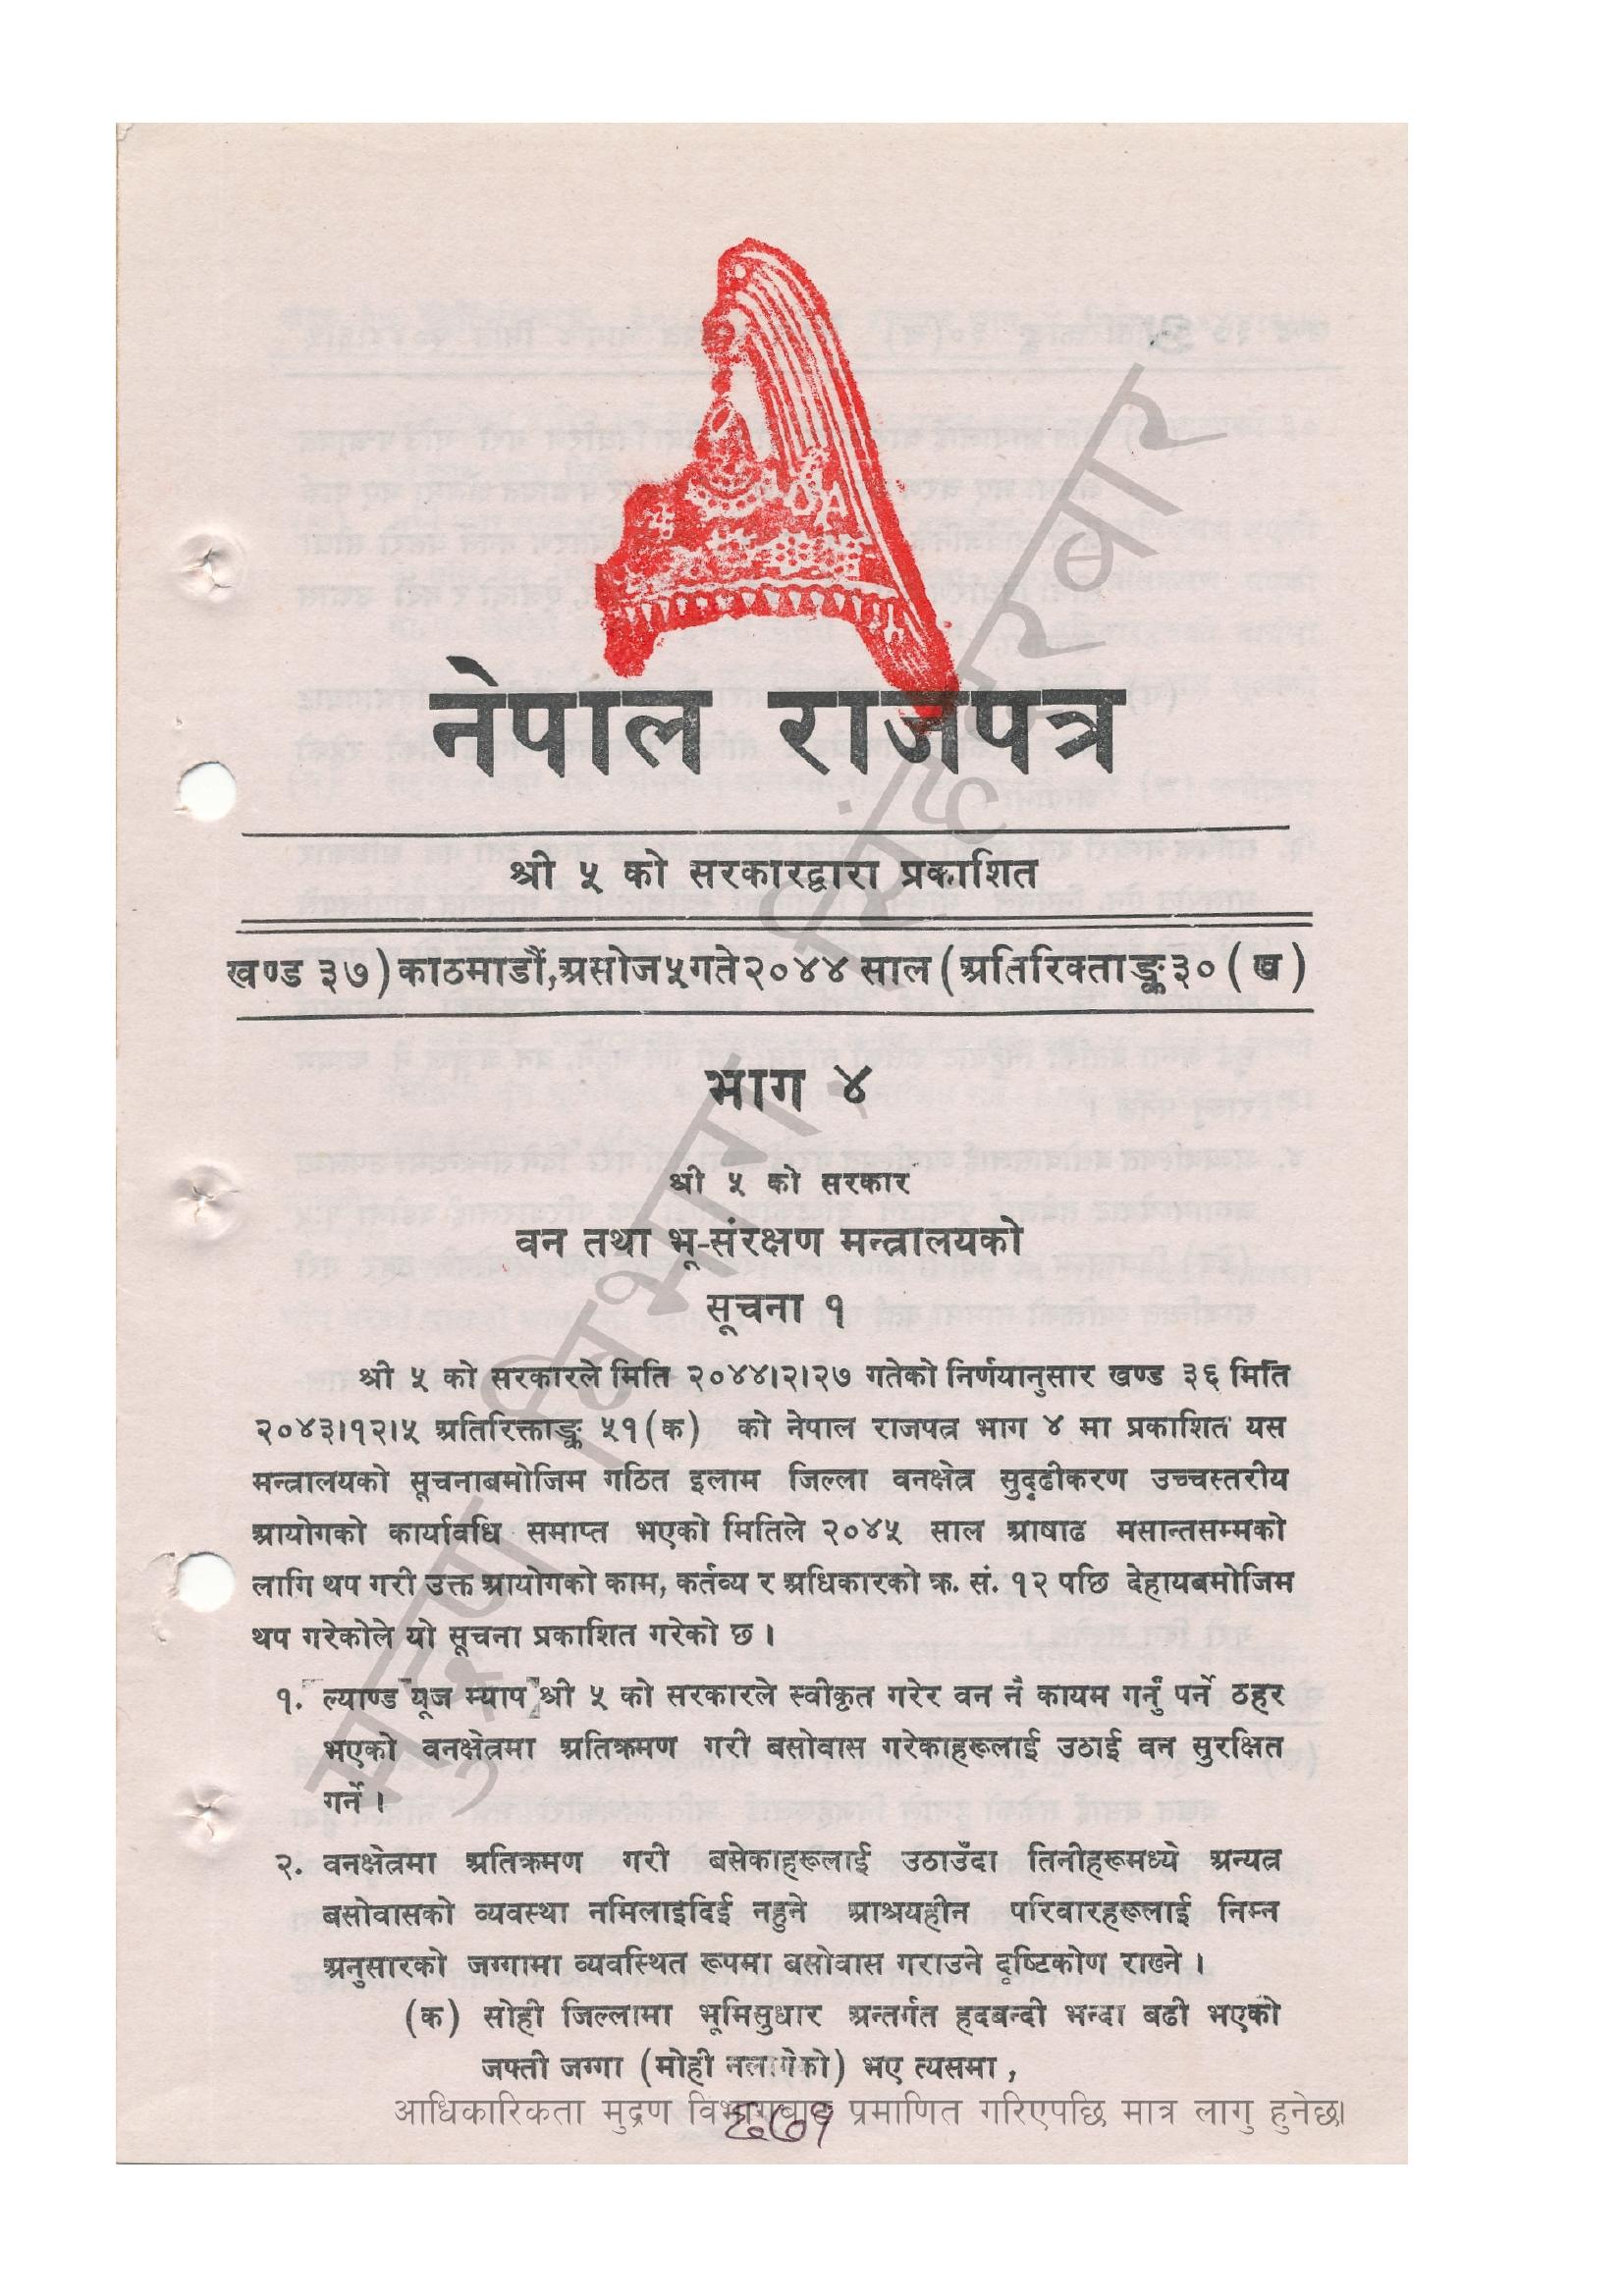 नेपाल राजपत्र
श्री ५ को सरकारद्वारा प्रकाशित
खण्ड ३७) काठमाडौं, असोज ५ गते २०४४ साल (अतिरिक्ताङ्क ३० (ख)
भाग ४
श्री ५ को सरकार
वन तथा भू-संरक्षण मन्त्रालयको
सूचना १
श्री ५ को सरकारले मिति २०४४।२।२७ गतेको निर्णयानुसार खण्ड ३६ मिति
२०४३।१२।५ अतिरिक्ताङ्क ५१ (क) को नेपाल राजपत्र भाग ४ मा प्रकाशित यस
मन्त्रालयको सूचनाबमोजिम गठित इलाम जिल्ला वनक्षेत्र सुदृढीकरण उच्चस्तरीय
आयोगको कार्यावधि समाप्त भएको मितिले २०४५ साल आषाढ मसान्तसम्मको
लागि थप गरी उक्त आयोगको काम, कर्तव्य र अधिकारको क्र. सं. १२ पछि देहायबमोजिम
थप गरेकोले यो सूचना प्रकाशित गरेको छ ।
१. ल्याण्ड यूज म्याप श्री ५ को सरकारले स्वीकृत गरेर वन नै कायम गर्नु पर्ने ठहर
भएको वनक्षेत्रमा अतिक्रमण गरी बसोवास गरेकाहरूलाई उठाई वन सुरक्षित
गर्ने ।
२. वनक्षेत्रमा अतिक्रमण गरी बसेकाहरूलाई उठाउँदा तिनीहरूमध्ये अन्यत्र
बसोवासको व्यवस्था नमिलाइदिई नहुने आश्रयहीन परिवारहरूलाई निम्न
अनुसारको जग्गामा व्यवस्थित रूपमा बसोवास गराउने दृष्टिकोण राख्ने ।
(क) सोही जिल्लामा भूमिसुधार अन्तर्गत हदबन्दी भन्दा बढी भएको
जफ्ती जग्गा (मोही नलागेको) भए त्यसमा ,
आधिकारिकता मुद्रण विभागबाट प्रमाणित गरिएपछि मात्र लागु हुनेछ।
६७१
मुद्रण विभाग, सिंहदरबार